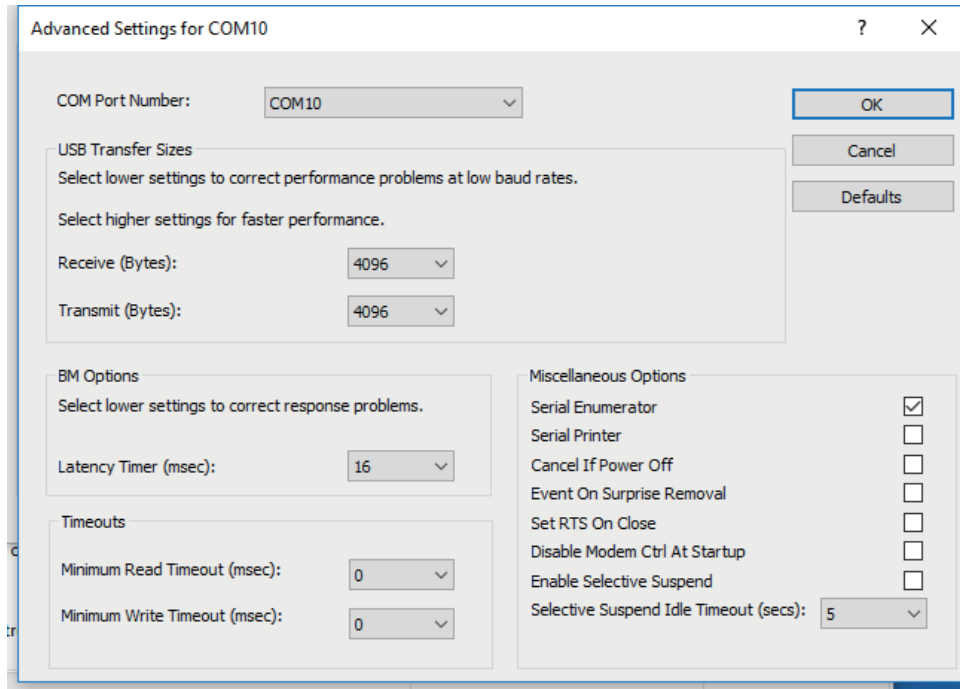 Advanced Settings for COM10
?
COM Port Number:
COM10
OK
Cancel
Defaults
USB Transfer Sizes
Select lower settings to correct performance problems at low baud rates.
Select higher settings for faster performance.
Receive (Bytes):
4096
Transmit (Bytes):
4096
BM Options
Select lower settings to correct response problems.
Latency Timer (msec):
16
Timeouts
Minimum Read Timeout (msec):
0
Minimum Write Timeout (msec):
0
Miscellaneous Options
Serial Enumerator
Serial Printer
Cancel If Power Off
Event On Surprise Removal
Set RTS On Close
Disable Modem Ctrl At Startup
Enable Selective Suspend
Selective Suspend Idle Timeout (secs):
5